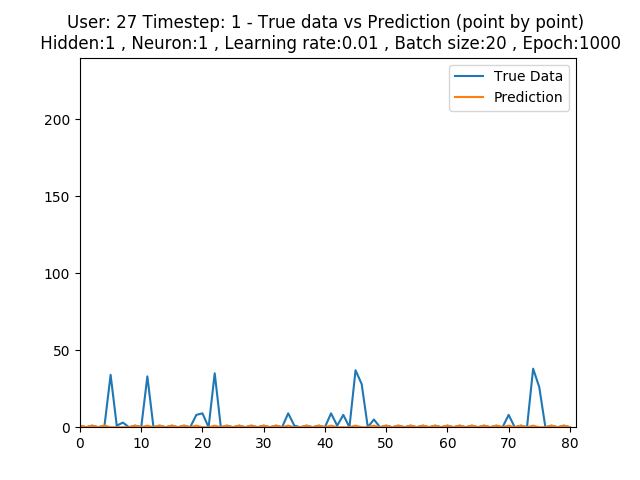 User: 27 Timestep: 1 - True data vs Prediction (point by point)
Hidden:1 , Neuron:1 , Learning rate:0.01 , Batch size:20 , Epoch:1000
True Data
Prediction
200
150
100
50
0
0 10 20 30 40 50 60 70 80